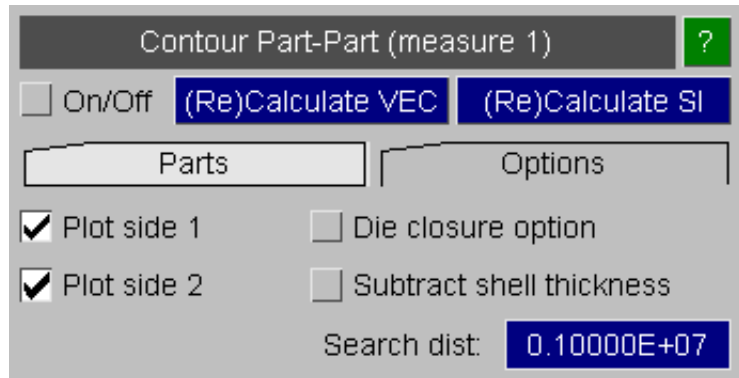 Contour Part-Part (measure 1) ?
On/Off (Re)Calculate VEC (Re)Calculate SI
Parts Options
Plot side 1 Die closure option
Plot side 2 Subtract shell thickness
Search dist: 0.10000E+07